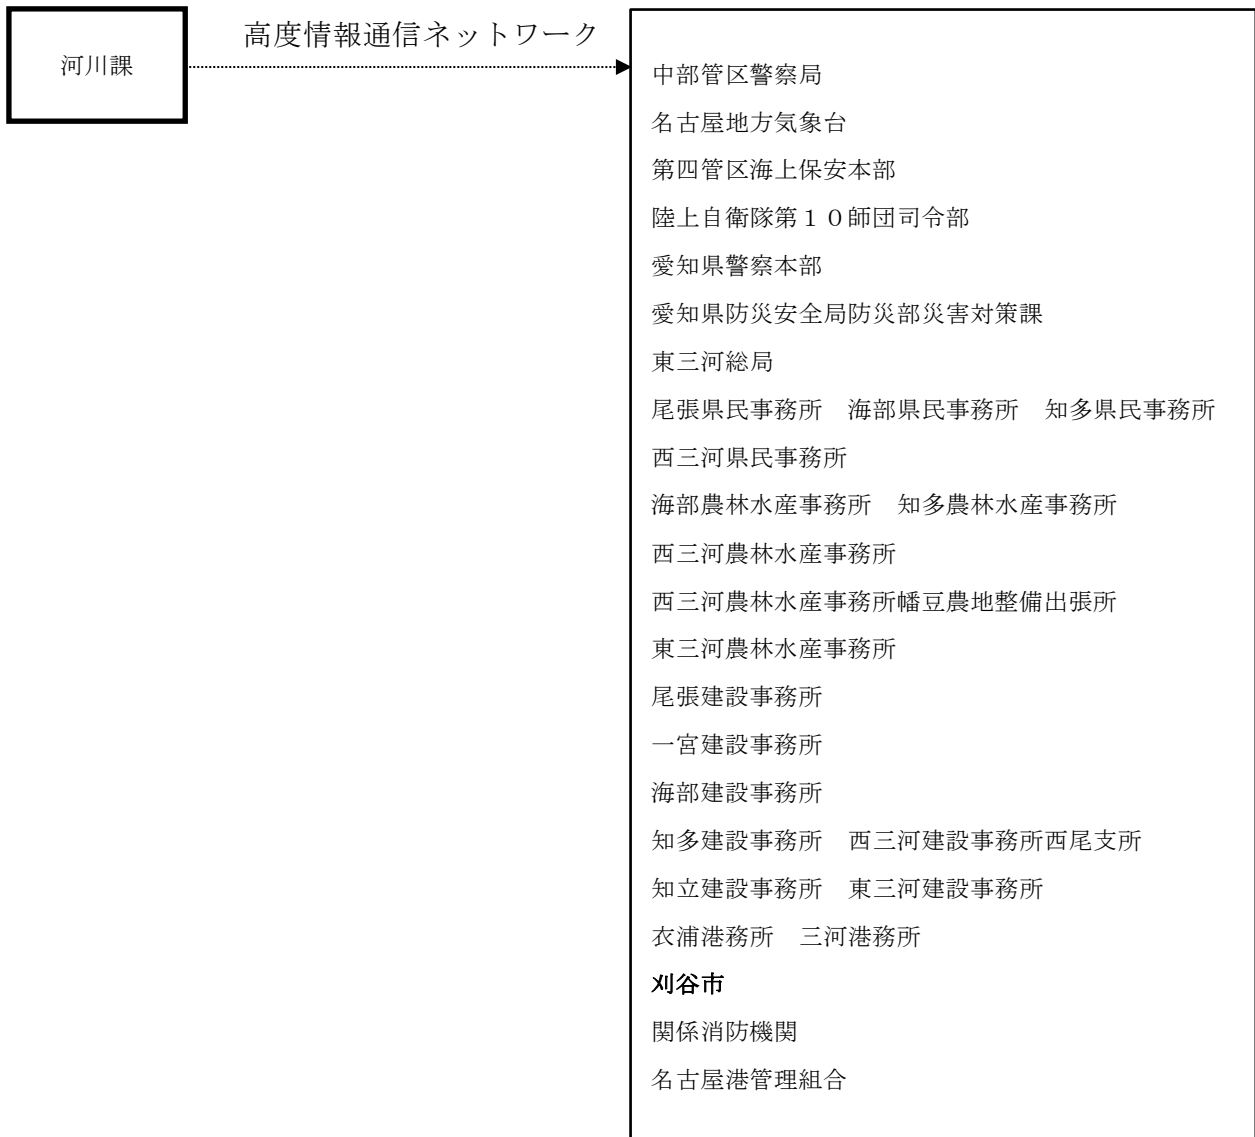 高度情報通信ネットワーク
河川課
中部管区警察局
名古屋地方気象台
第四管区海上保安本部
陸上自衛隊第１０師団司令部
愛知県警察本部
愛知県防災安全局防災部災害対策課
東三河総局
尾張県民事務所　海部県民事務所　知多県民事務所
西三河県民事務所
海部農林水産事務所　知多農林水産事務所
西三河農林水産事務所
西三河農林水産事務所幡豆農地整備出張所
東三河農林水産事務所
尾張建設事務所
一宮建設事務所
海部建設事務所
知多建設事務所　西三河建設事務所西尾支所
知立建設事務所　東三河建設事務所
衣浦港務所　三河港務所
刈谷市
関係消防機関
名古屋港管理組合